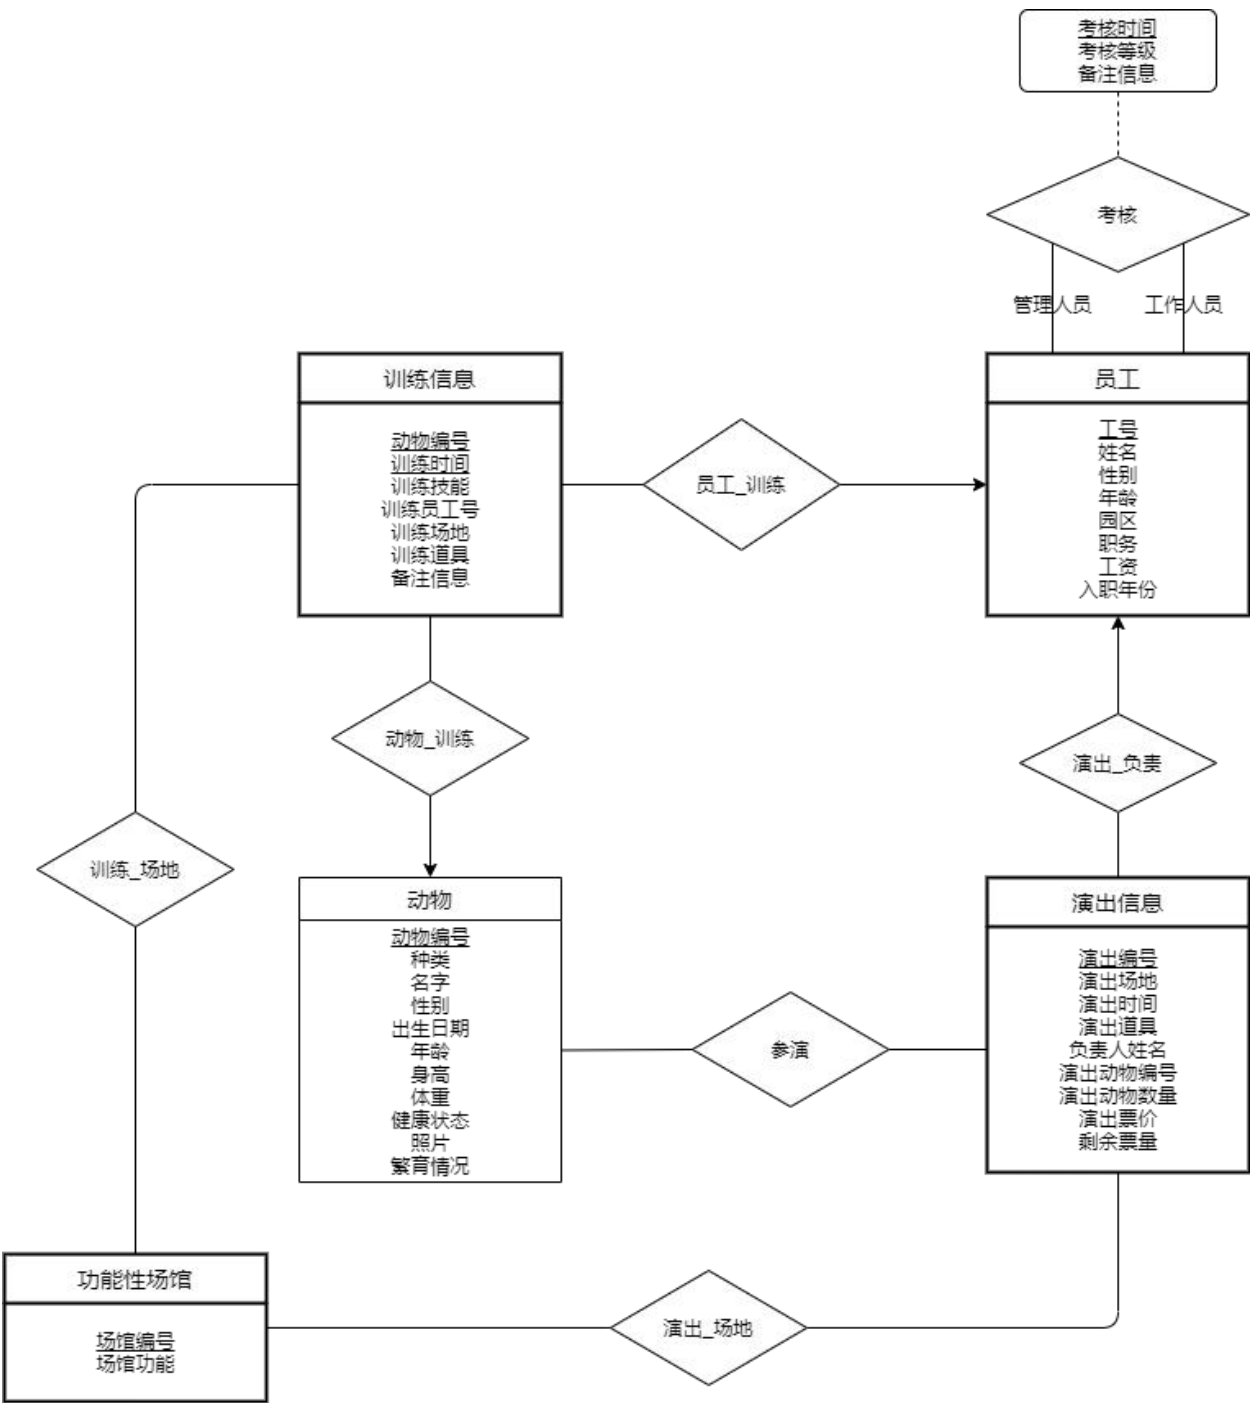 考核时间
考核等级
备注信息
考核
管理人员
工作人员
训练信息
动物编号
训练时间
训练技能
训练员工号
训练场地
训练道具
备注信息
员工_训练
员工
工号
姓名
性别
年龄
园区
职务
工资
入职年份
动物_训练
演出_负责
训练_场地
动物
动物编号
种类
名字
性别
出生日期
年龄
身高
体重
健康状态
照片
繁育情况
参演
演出信息
演出编号
演出场地
演出时间
演出道具
负责人姓名
演出动物编号
演出动物数量
演出票价
剩余票量
功能性场馆
场馆编号
场馆功能
演出_场地